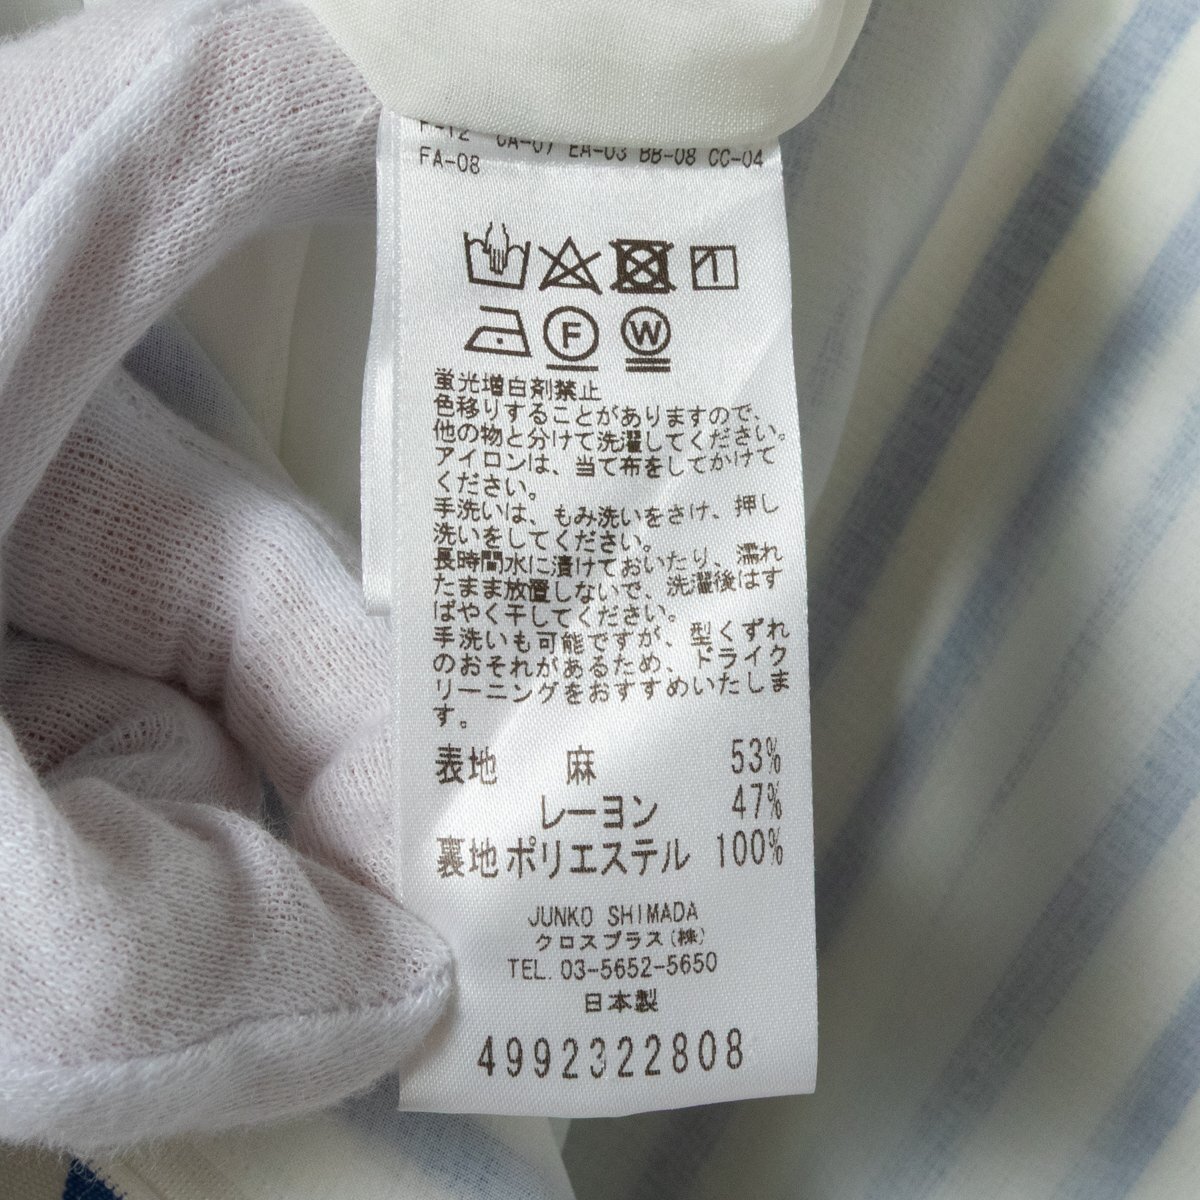 F-12 CA-07 EA-03 BB-08 CC-04
FA-08
F W
蛍光増白剤禁止
色移りすることがありますので、
他の物と分けて洗濯してください。
アイロンは、当て布をしてかけて
ください。
手洗いは、もみ洗いをさけ、押し
洗いをしてください。
長時間水に漬けておいたり、濡れ
たまま放置しないで、洗濯後はす
ばやく干してください。
手洗いも可能ですが、型くずれ
のおそれがあるため、ドライク
リーニングをおすすめいたしま
す。
表地 麻 53%
レーヨン 47%
裏地 ポリエステル 100%
JUNKO SHIMADA
クロスプラス(株)
TEL. 03-5652-5650
日本製
4992322808